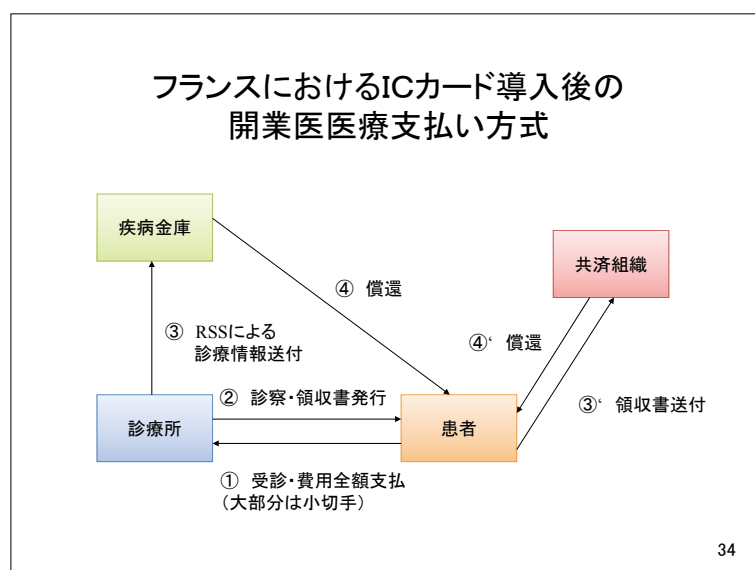 フランスにおけるICカード導入後の
開業医医療支払い方式
疾病金庫
共済組織
④ 償還
④‘ 償還
③ RSSによる
診療情報送付
② 診察・領収書発行
診療所
患者
③‘ 領収書送付
① 受診・費用全額支払
（大部分は小切手）
34